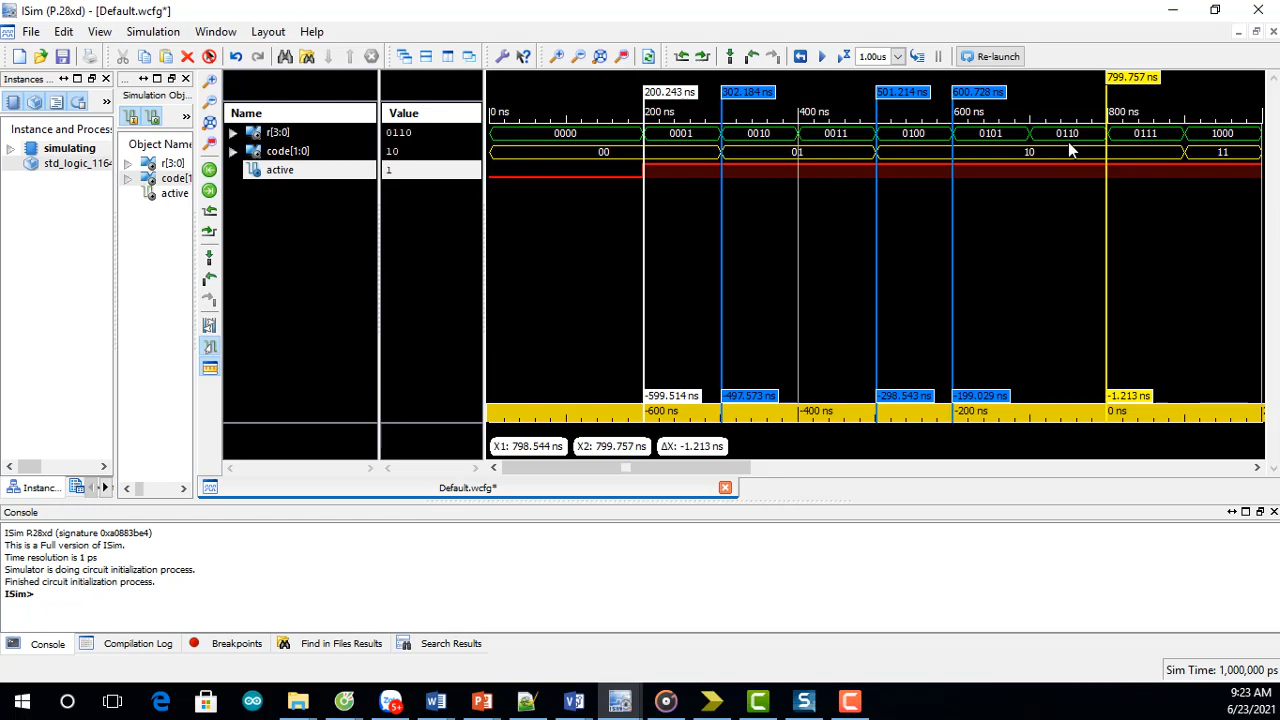 ISim (P.28xd) - [Default.wcfg*]
File Edit View Simulation Window Layout Help
1.00us Re-launch
Instances... ... 799.757 ns
Simulation Obj... 200.243 ns 302.184 ns 501.214 ns 600.728 ns
Instance and Process Name Value 0 ns 200 ns 400 ns 600 ns 800 ns
simulating Object Name r[3:0] 0110 0000 0001 0010 0011 0100 0101 0110 0111 1000
std_logic_1164 r[3:0] code[1:0] 10 00 01 10 11
code[1 active 1
active
-599.514 ns -497.573 ns -298.543 ns -199.029 ns -1.213 ns
-600 ns -400 ns -200 ns 0 ns 2
X1: 798.544 ns X2: 799.757 ns ΔX: -1.213 ns
Instanc... Default.wcfg*
Console
ISim P.28xd (signature 0xa0883be4)
This is a Full version of ISim.
Time resolution is 1 ps
Simulator is doing circuit initialization process.
Finished circuit initialization process.
ISim>
Console Compilation Log Breakpoints Find in Files Results Search Results
Sim Time: 1,000,000 ps
5+ 9:23 AM
6/23/2021